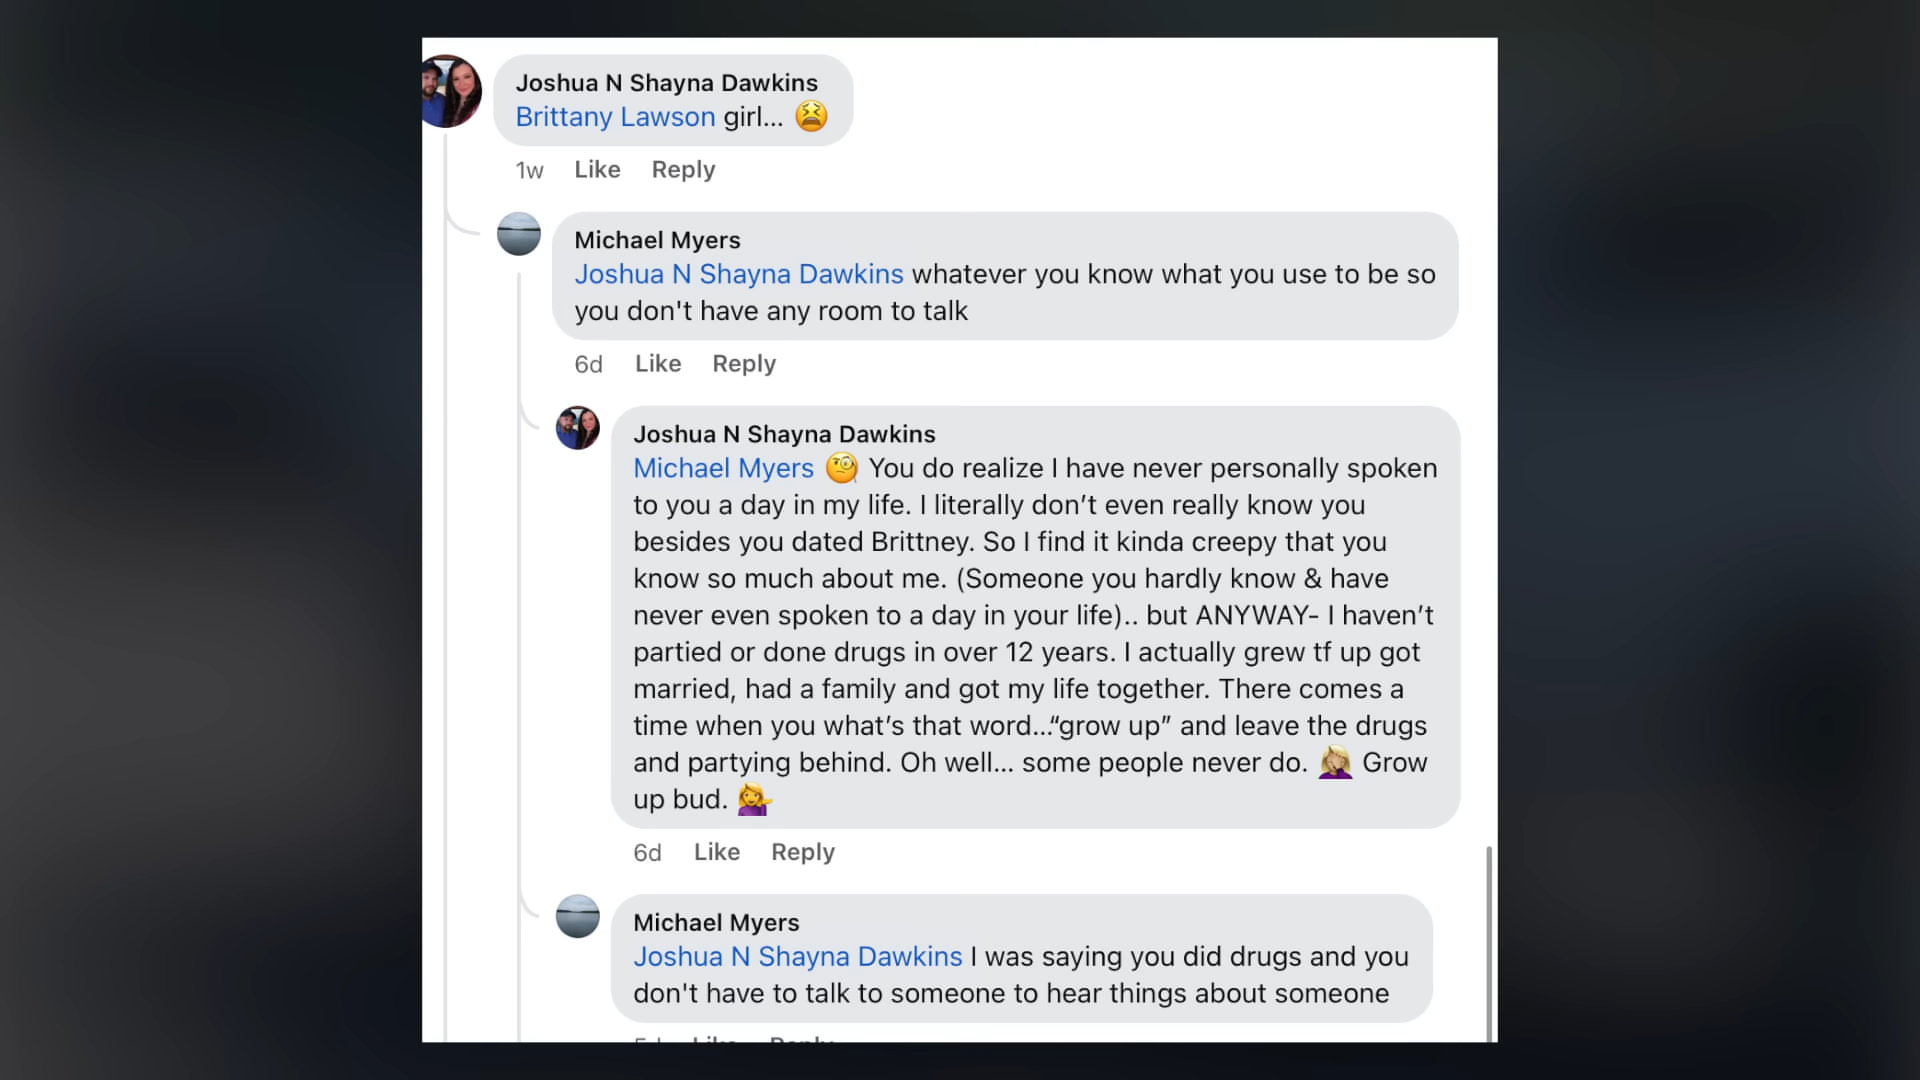 Joshua N Shayna Dawkins
Brittany Lawson girl... 😫
1w Like Reply
Michael Myers
Joshua N Shayna Dawkins whatever you know what you use to be so
you don't have any room to talk
6d Like Reply
Joshua N Shayna Dawkins
Michael Myers 🧐 You do realize I have never personally spoken
to you a day in my life. I literally don’t even really know you
besides you dated Brittney. So I find it kinda creepy that you
know so much about me. (Someone you hardly know & have
never even spoken to a day in your life).. but ANYWAY- I haven’t
partied or done drugs in over 12 years. I actually grew tf up got
married, had a family and got my life together. There comes a
time when you what’s that word...“grow up” and leave the drugs
and partying behind. Oh well... some people never do. 🤦🏼‍♀️ Grow
up bud. 💁‍♀️
6d Like Reply
Michael Myers
Joshua N Shayna Dawkins I was saying you did drugs and you
don't have to talk to someone to hear things about someone
Like Reply